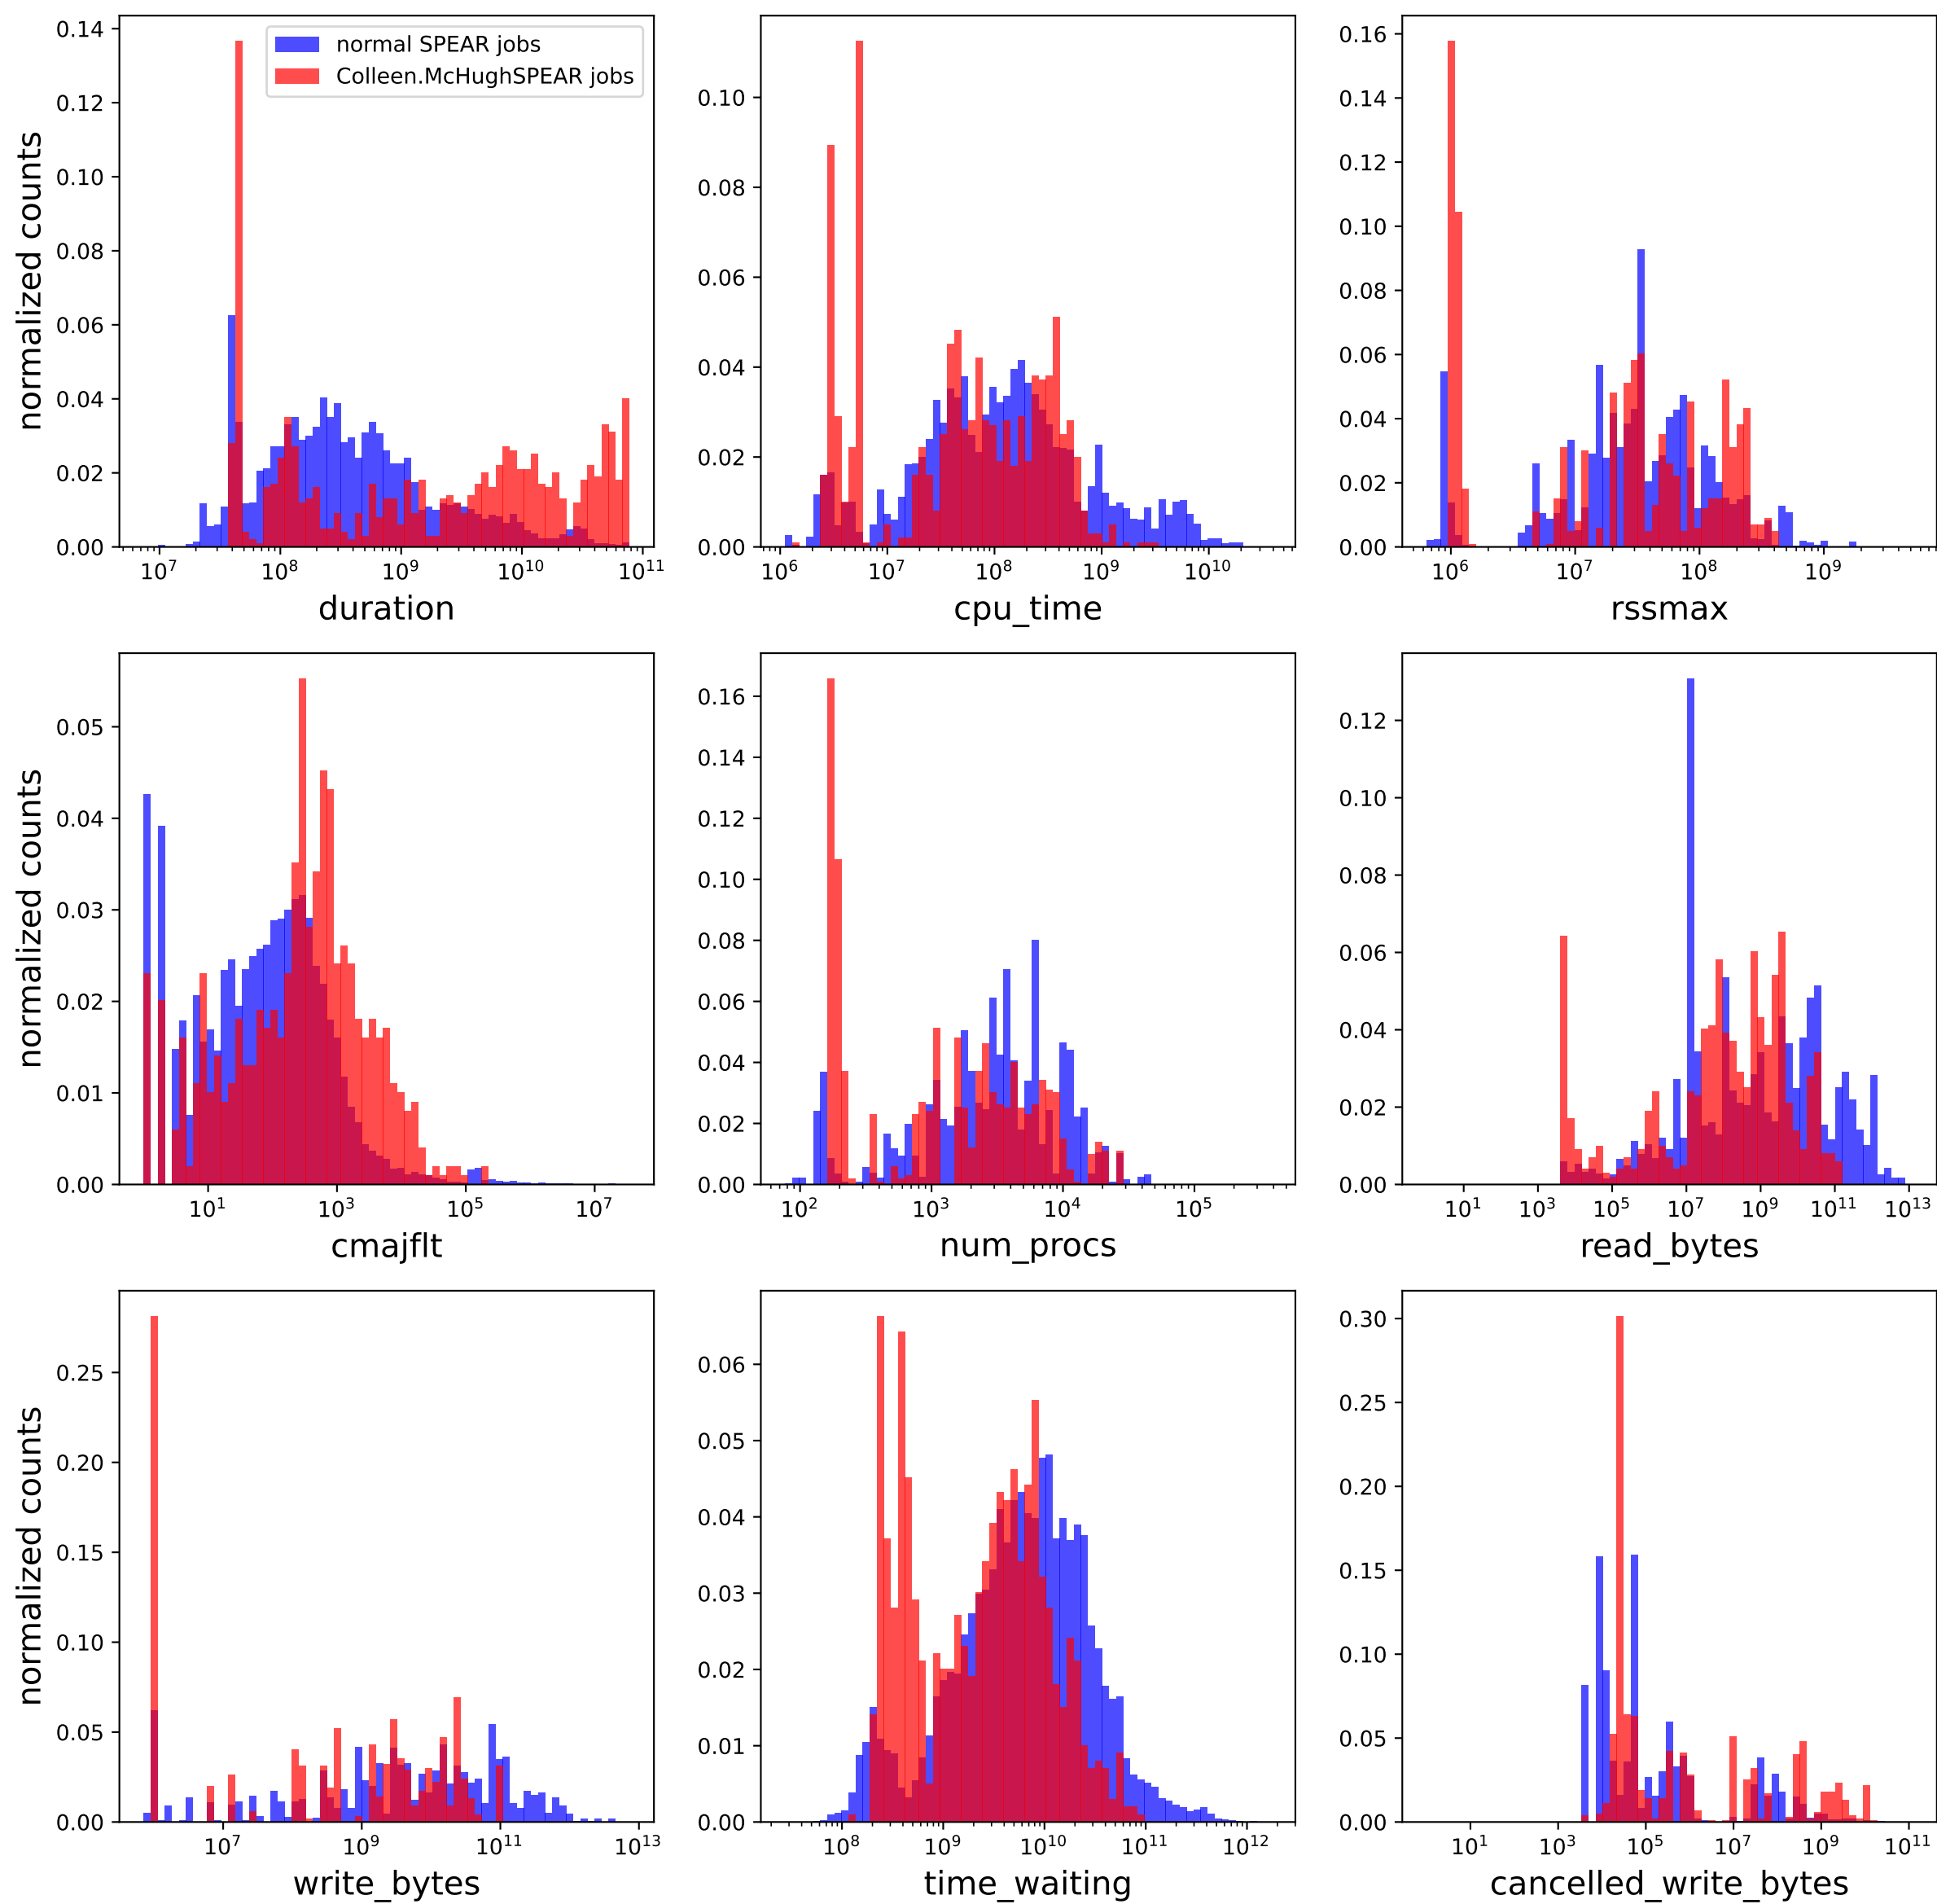 normalized counts
0.14
0.12
0.10
0.08
0.06
0.04
0.02
0.00
normal SPEAR jobs
Colleen.McHughSPEAR jobs
10⁷ 10⁸ 10⁹ 10¹⁰ 10¹¹
duration
0.10
0.08
0.06
0.04
0.02
0.00
10⁶ 10⁷ 10⁸ 10⁹ 10¹⁰
cpu_time
0.16
0.14
0.12
0.10
0.08
0.06
0.04
0.02
0.00
10⁶ 10⁷ 10⁸ 10⁹
rssmax
normalized counts
0.05
0.04
0.03
0.02
0.01
0.00
10¹ 10³ 10⁵ 10⁷
cmajflt
0.16
0.14
0.12
0.10
0.08
0.06
0.04
0.02
0.00
10² 10³ 10⁴ 10⁵
num_procs
0.12
0.10
0.08
0.06
0.04
0.02
0.00
10¹ 10³ 10⁵ 10⁷ 10⁹ 10¹¹ 10¹³
read_bytes
normalized counts
0.25
0.20
0.15
0.10
0.05
0.00
10⁷ 10⁹ 10¹¹ 10¹³
write_bytes
0.06
0.05
0.04
0.03
0.02
0.01
0.00
10⁸ 10⁹ 10¹⁰ 10¹¹ 10¹²
time_waiting
0.30
0.25
0.20
0.15
0.10
0.05
0.00
10¹ 10³ 10⁵ 10⁷ 10⁹ 10¹¹
cancelled_write_bytes